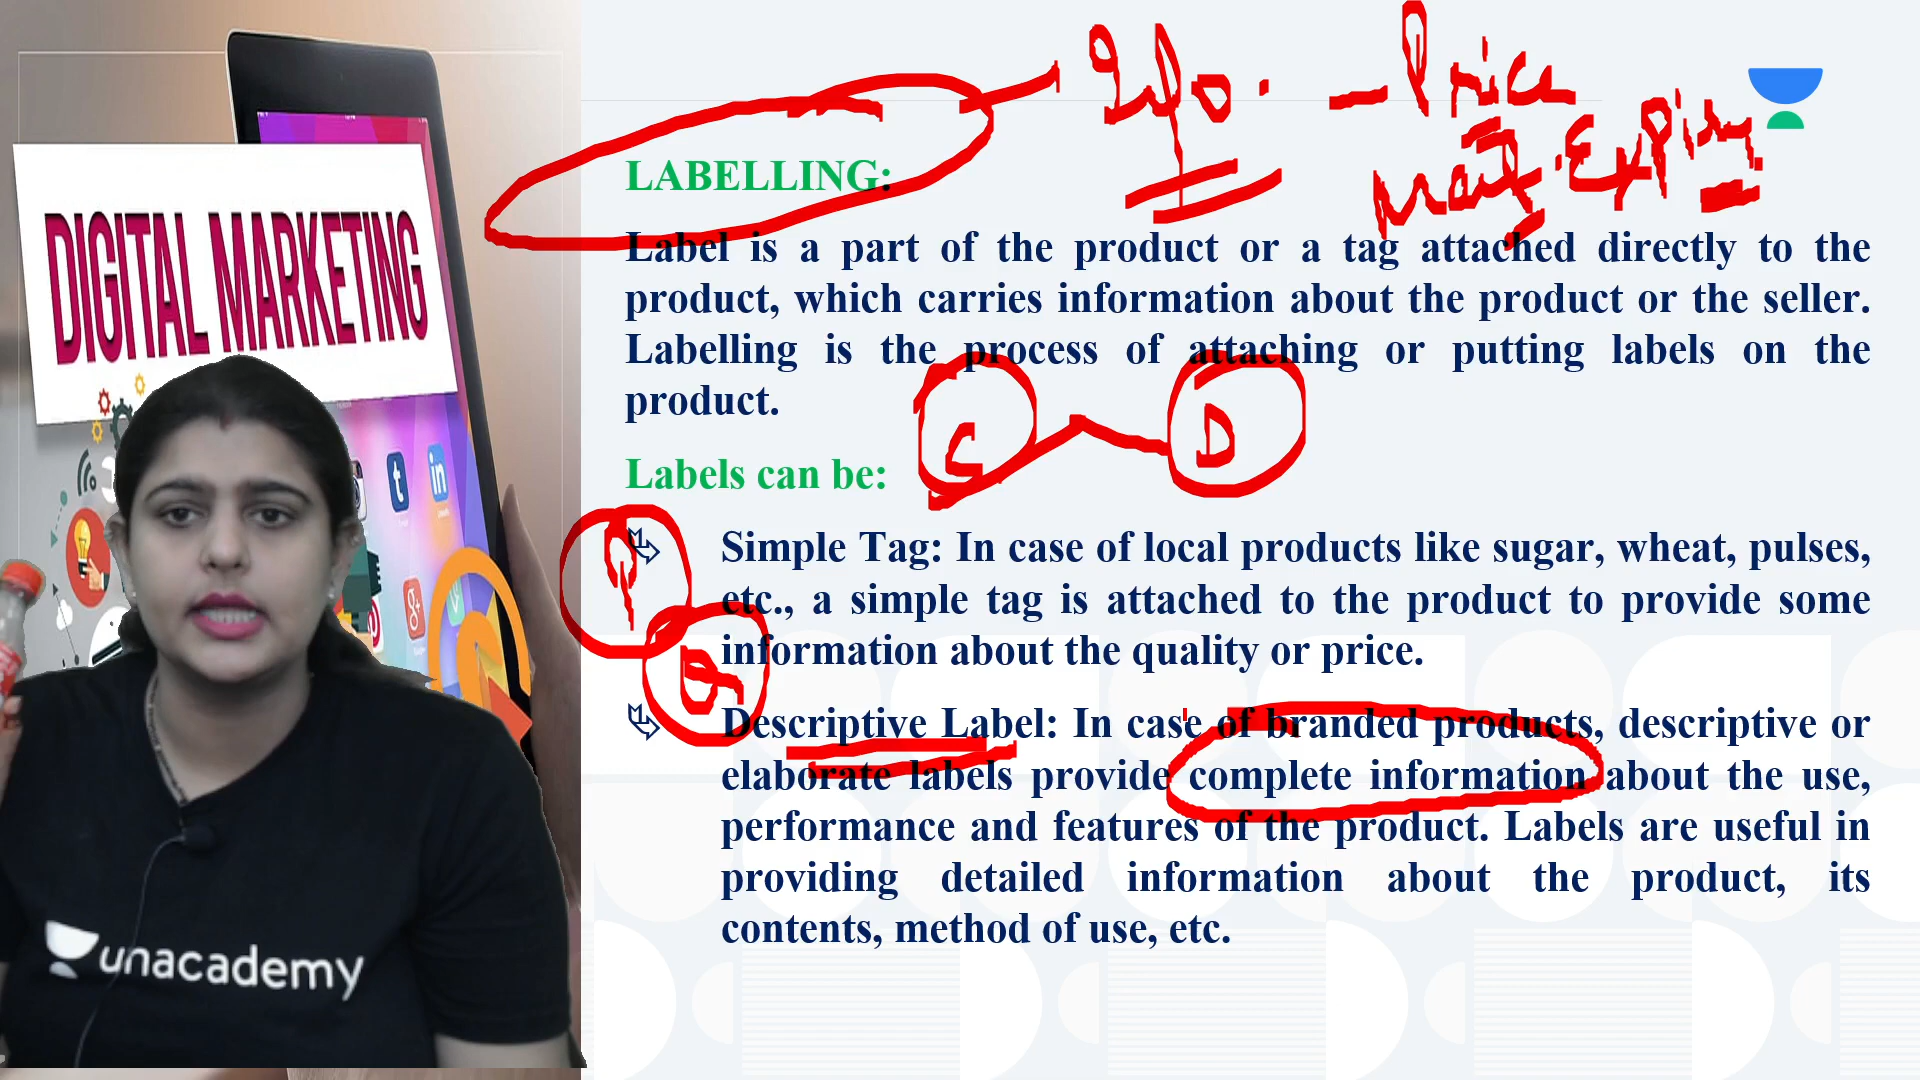 Info.
- Price
Mat. Expiry
DIGITAL MARKETING
LABELLING:
Label is a part of the product or a tag attached directly to the
product, which carries information about the product or the seller.
Labelling is the process of attaching or putting labels on the
product.
S
D
Labels can be:
P
Simple Tag: In case of local products like sugar, wheat, pulses,
etc., a simple tag is attached to the product to provide some
information about the quality or price.
Q
Descriptive Label: In case of branded products, descriptive or
elaborate labels provide complete information about the use,
performance and features of the product. Labels are useful in
providing detailed information about the product, its
contents, method of use, etc.
t
in
g+
unacademy